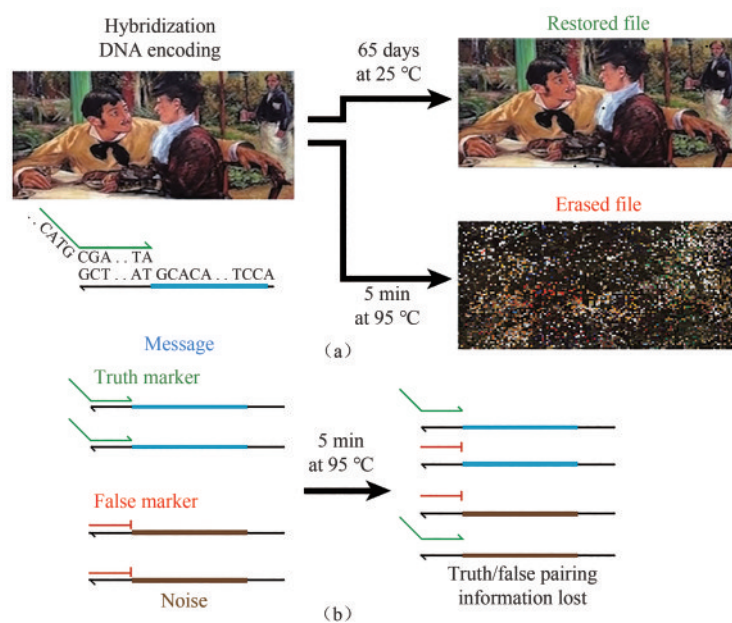 Hybridization
DNA encoding
65 days
at 25 ℃
Restored file
Erased file
. . CATG
CGA . . TA
GCT . . AT GCACA . . TCCA
5 min
at 95 ℃
(a)
Message
Truth marker
False marker
Noise
5 min
at 95 ℃
Truth/false pairing
information lost
(b)